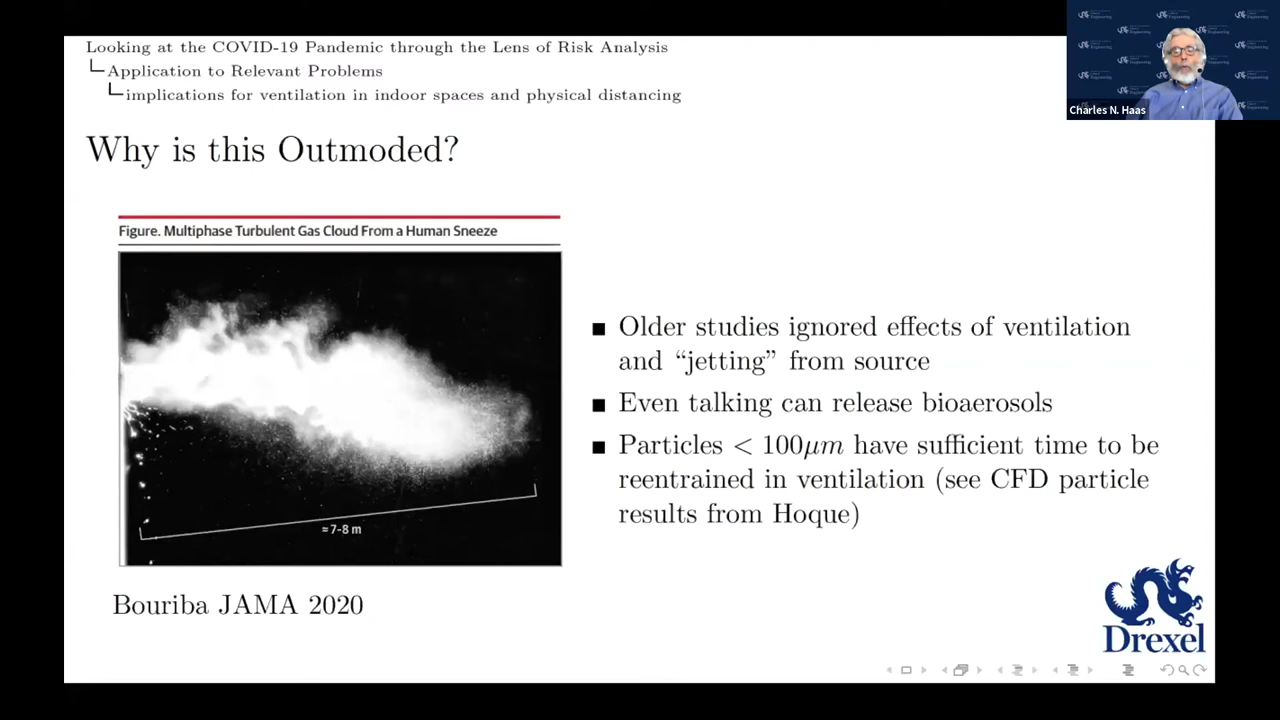 Looking at the COVID-19 Pandemic through the Lens of Risk Analysis
Application to Relevant Problems
implications for ventilation in indoor spaces and physical distancing
Charles N. Haas
Why is this Outmoded?
Figure. Multiphase Turbulent Gas Cloud From a Human Sneeze
≈7-8 m
Bouriba JAMA 2020
■ Older studies ignored effects of ventilation
and “jetting” from source
■ Even talking can release bioaerosols
■ Particles < 100μm have sufficient time to be
reentrained in ventilation (see CFD particle
results from Hoque)
Drexel